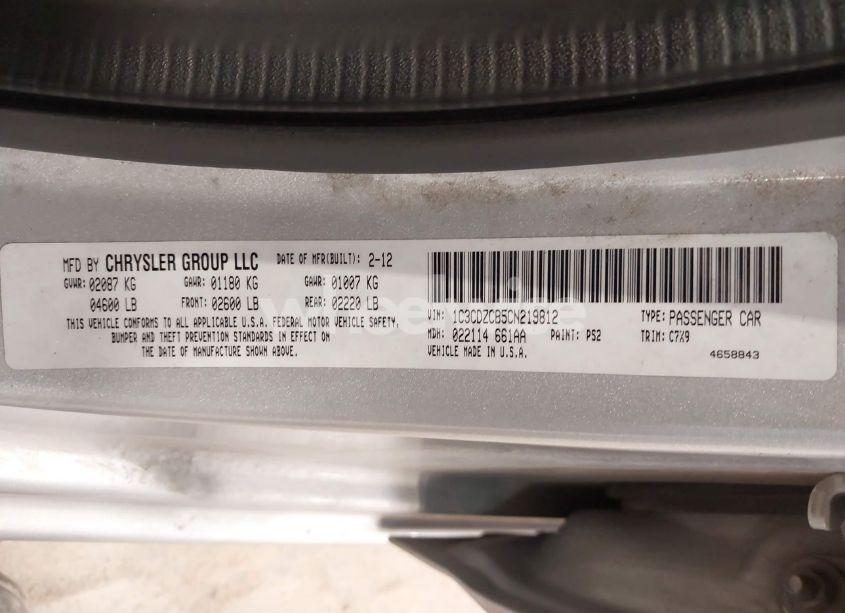 MFD BY CHRYSLER GROUP LLC DATE OF MFR(BUILT): 2-12
GVWR: 02087 KG GAWR: 01180 KG GAWR: 01007 KG
04600 LB FRONT: 02600 LB REAR: 02220 LB
THIS VEHICLE CONFORMS TO ALL APPLICABLE U.S.A. FEDERAL MOTOR VEHICLE SAFETY,
BUMPER AND THEFT PREVENTION STANDARDS IN EFFECT ON
THE DATE OF MANUFACTURE SHOWN ABOVE.
VIN: 1C3CDZCB5CN219812 TYPE: PASSENGER CAR
MDH: 022114 661AA PAINT: PS2 TRIM: C7X9
VEHICLE MADE IN U.S.A. 4658843